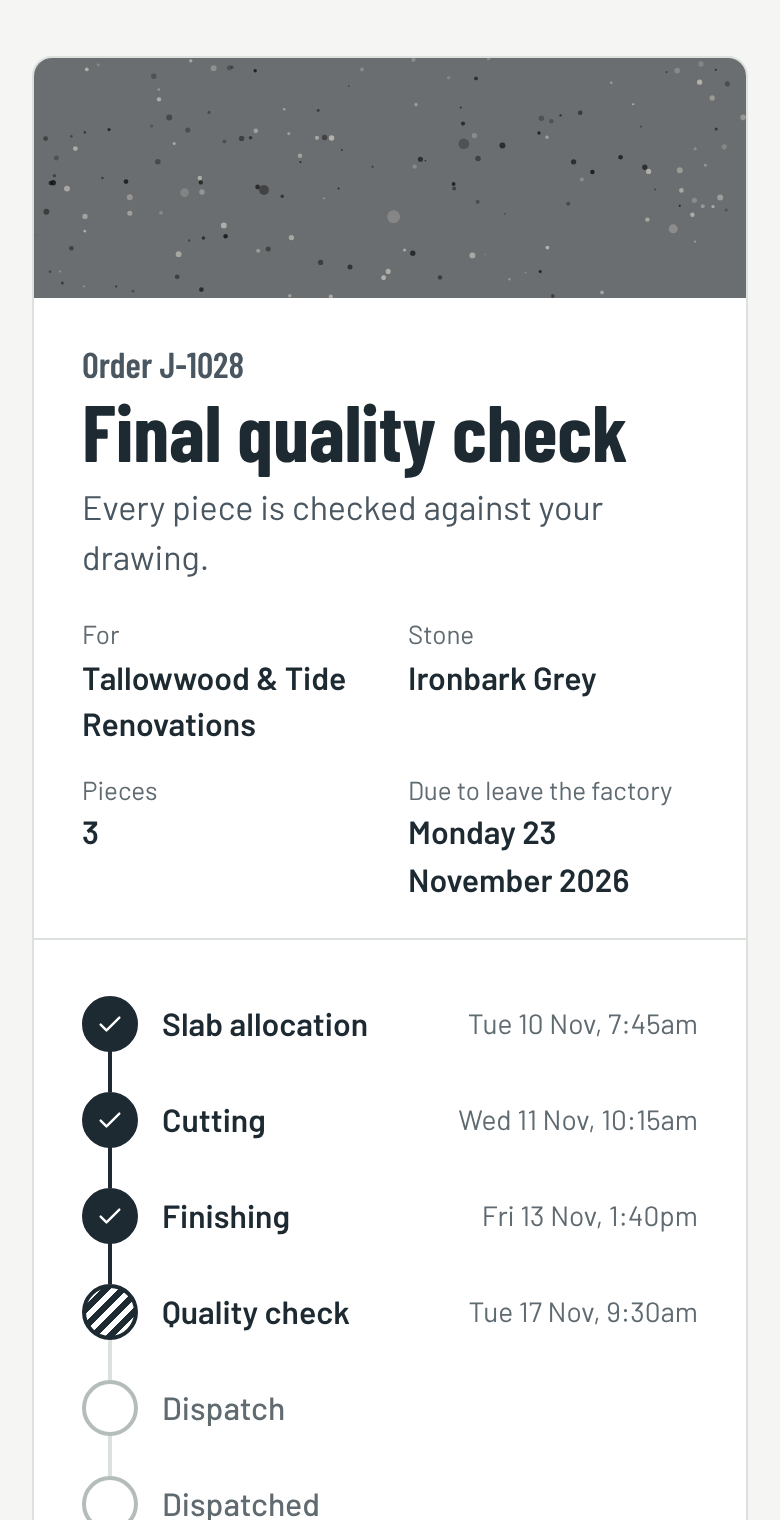 Order J-1028
Final quality check
Every piece is checked against your
drawing.
For
Tallowwood & Tide
Renovations
Stone
Ironbark Grey
Pieces
3
Due to leave the factory
Monday 23
November 2026
Slab allocation
Tue 10 Nov, 7:45am
Cutting
Wed 11 Nov, 10:15am
Finishing
Fri 13 Nov, 1:40pm
Quality check
Tue 17 Nov, 9:30am
Dispatch
Dispatched